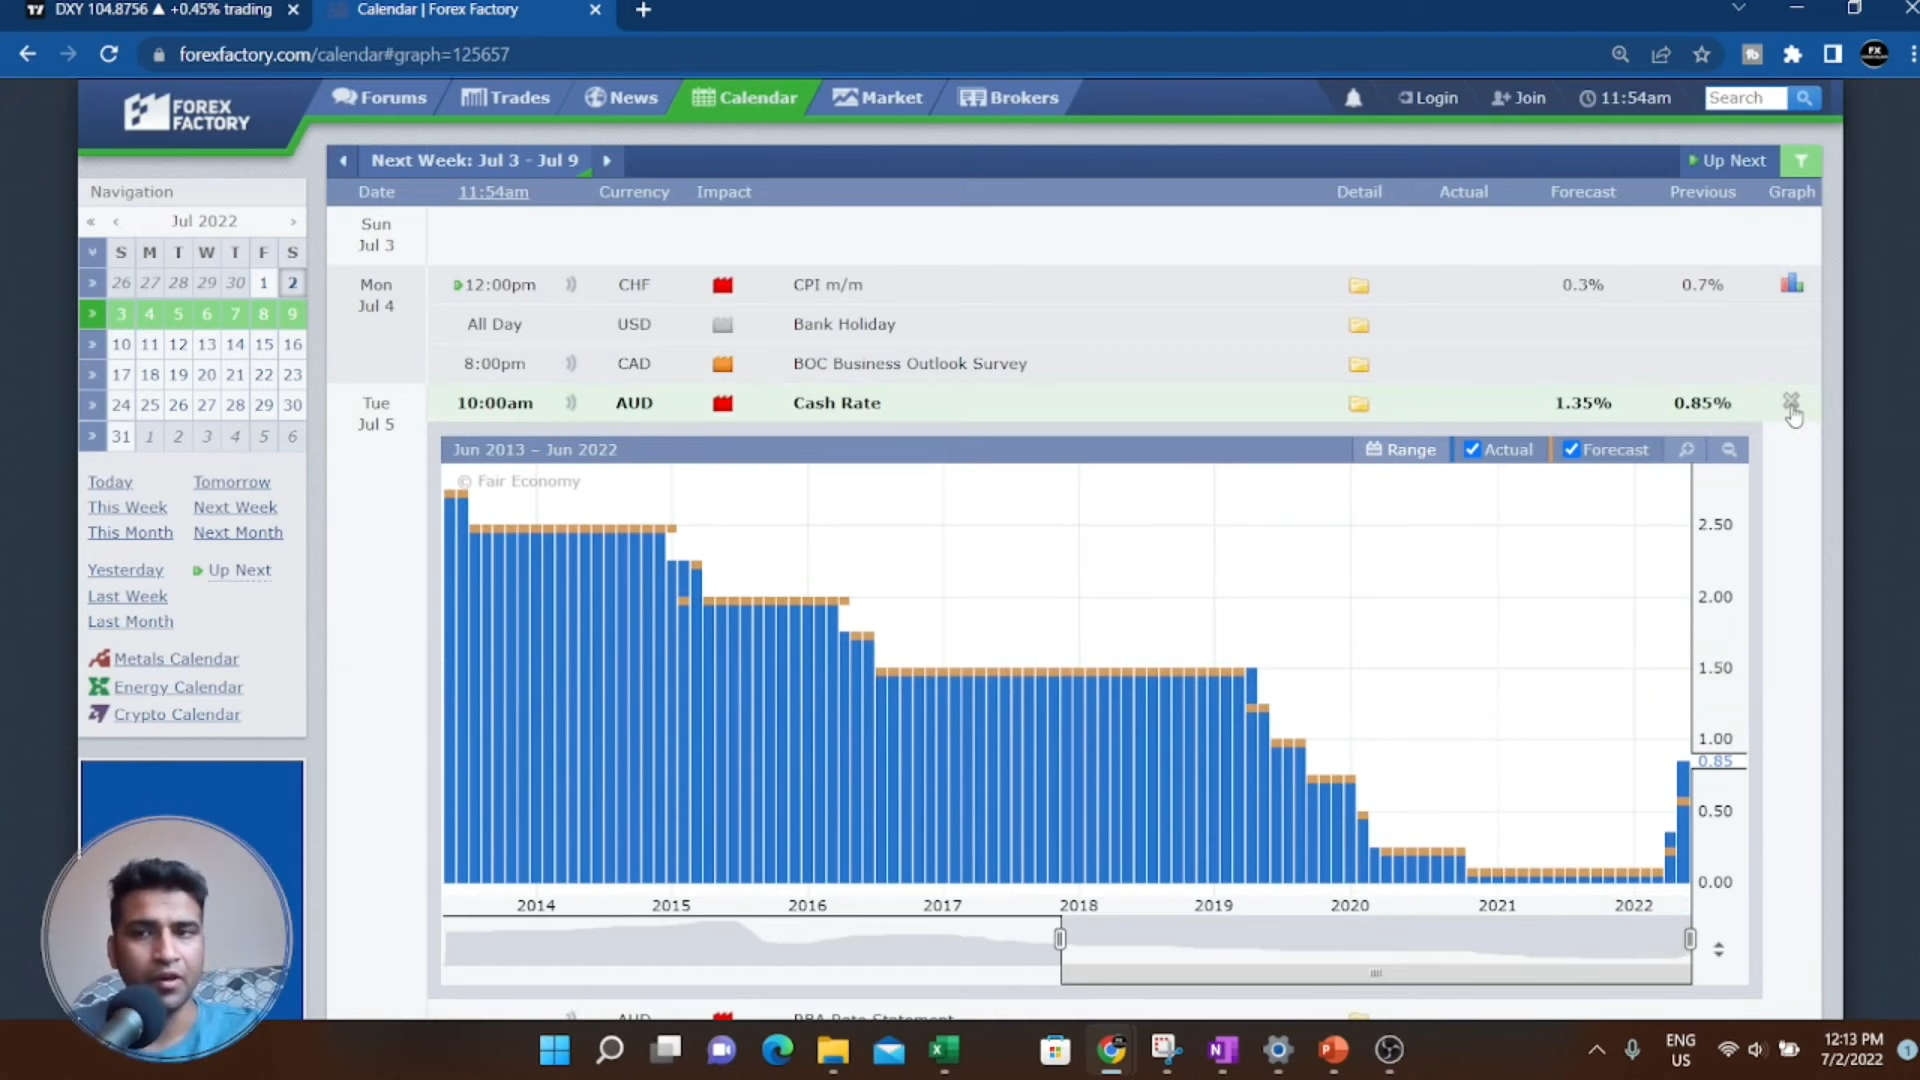 DXY 104.8756 ▲ +0.45% trading
Calendar | Forex Factory
forexfactory.com/calendar#graph=125657
FOREX FACTORY
Forums
Trades
News
Calendar
Market
Brokers
Login
Join
11:54am
Search
Navigation
« ‹ Jul 2022 ›
S M T W T F S
26 27 28 29 30 1 2
3 4 5 6 7 8 9
10 11 12 13 14 15 16
17 18 19 20 21 22 23
24 25 26 27 28 29 30
31 1 2 3 4 5 6
Today Tomorrow
This Week Next Week
This Month Next Month
Yesterday Up Next
Last Week
Last Month
Metals Calendar
Energy Calendar
Crypto Calendar
Next Week: Jul 3 - Jul 9
Up Next
Date 11:54am Currency Impact Detail Actual Forecast Previous Graph
Sun
Jul 3
Mon
Jul 4
12:00pm CHF CPI m/m 0.3% 0.7%
All Day USD Bank Holiday
8:00pm CAD BOC Business Outlook Survey
Tue
Jul 5
10:00am AUD Cash Rate 1.35% 0.85%
Jun 2013 – Jun 2022 Range Actual Forecast
© Fair Economy
2.50
2.00
1.50
1.00
0.85
0.50
0.00
2014 2015 2016 2017 2018 2019 2020 2021 2022
AUD RBA Rate Statement
ENG
US
12:13 PM
7/2/2022
1